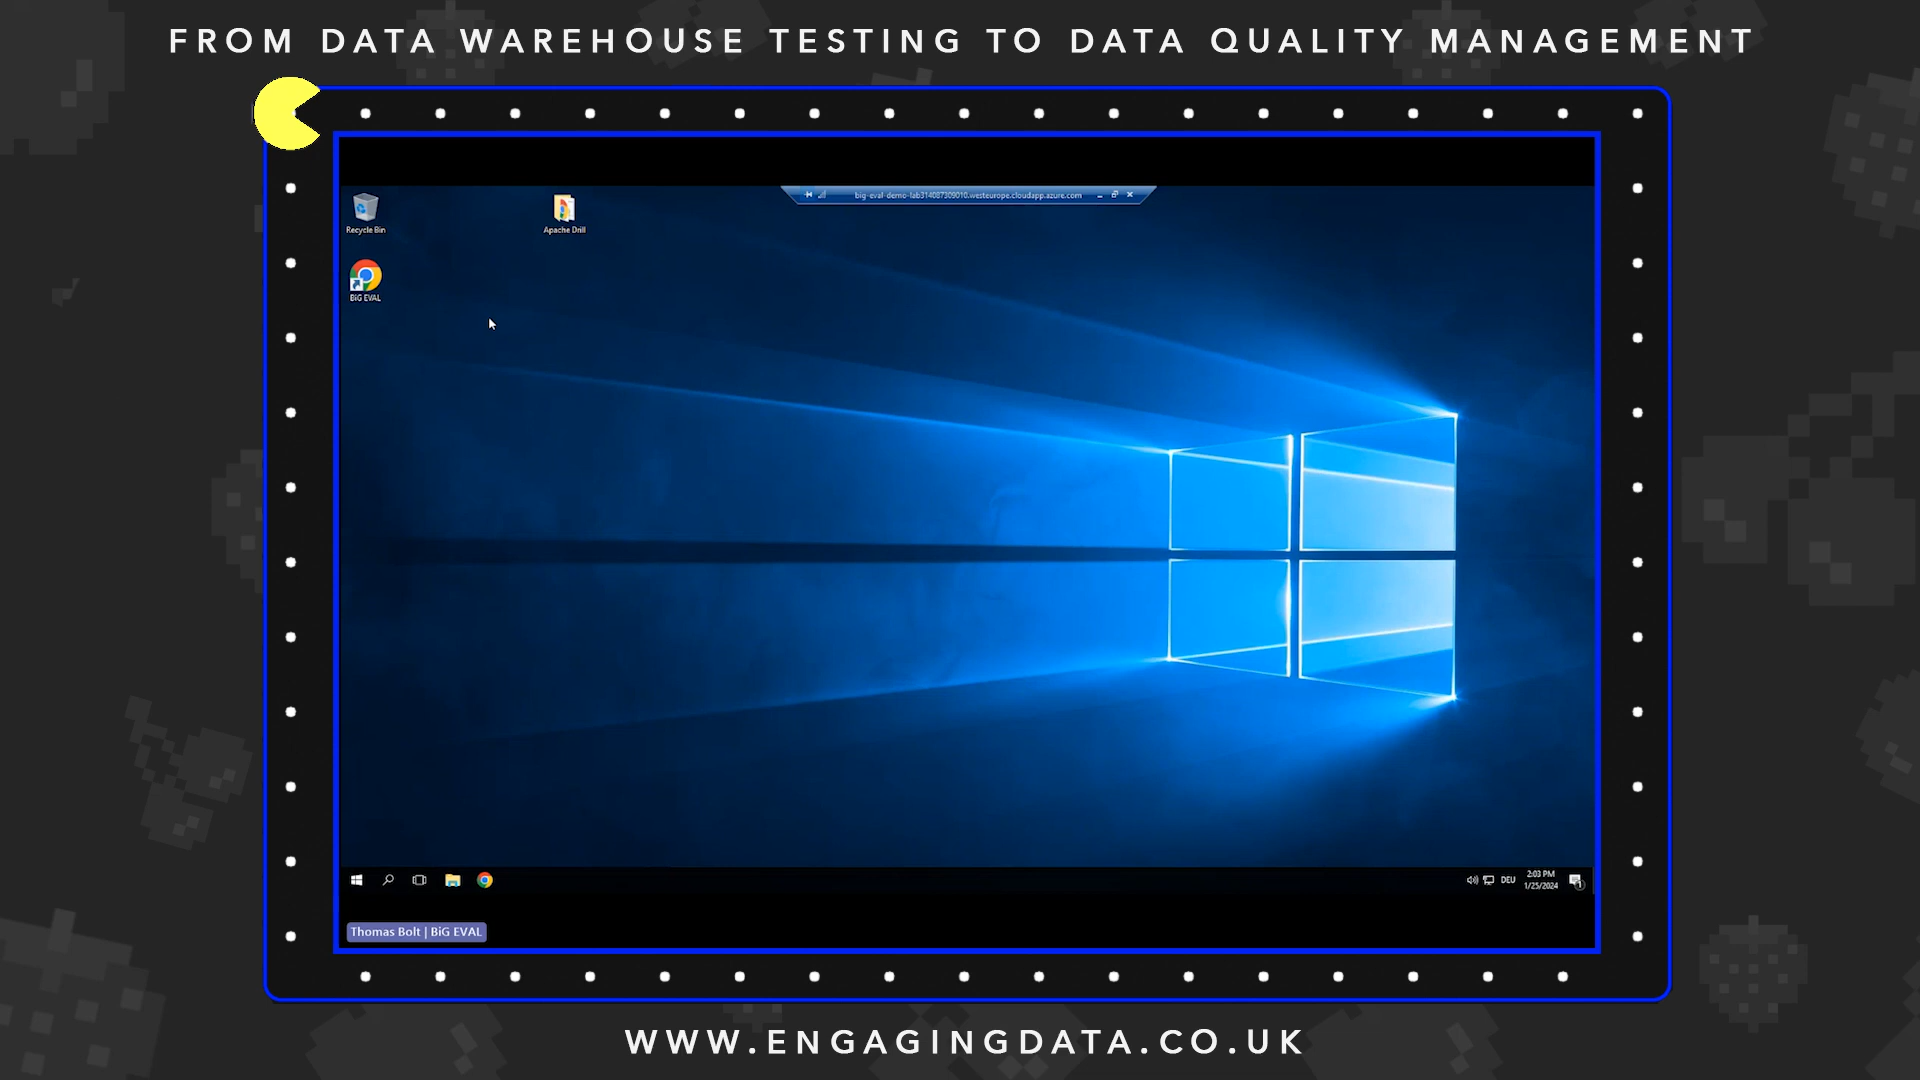 FROM DATA WAREHOUSE TESTING TO DATA QUALITY MANAGEMENT
big-eval-demo-lab314087309010.westeurope.cloudapp.azure.com
Recycle Bin
Apache Drill
BiG EVAL
DEU
2:03 PM
1/25/2024
1
Thomas Bolt | BiG EVAL
WWW.ENGAGINGDATA.CO.UK